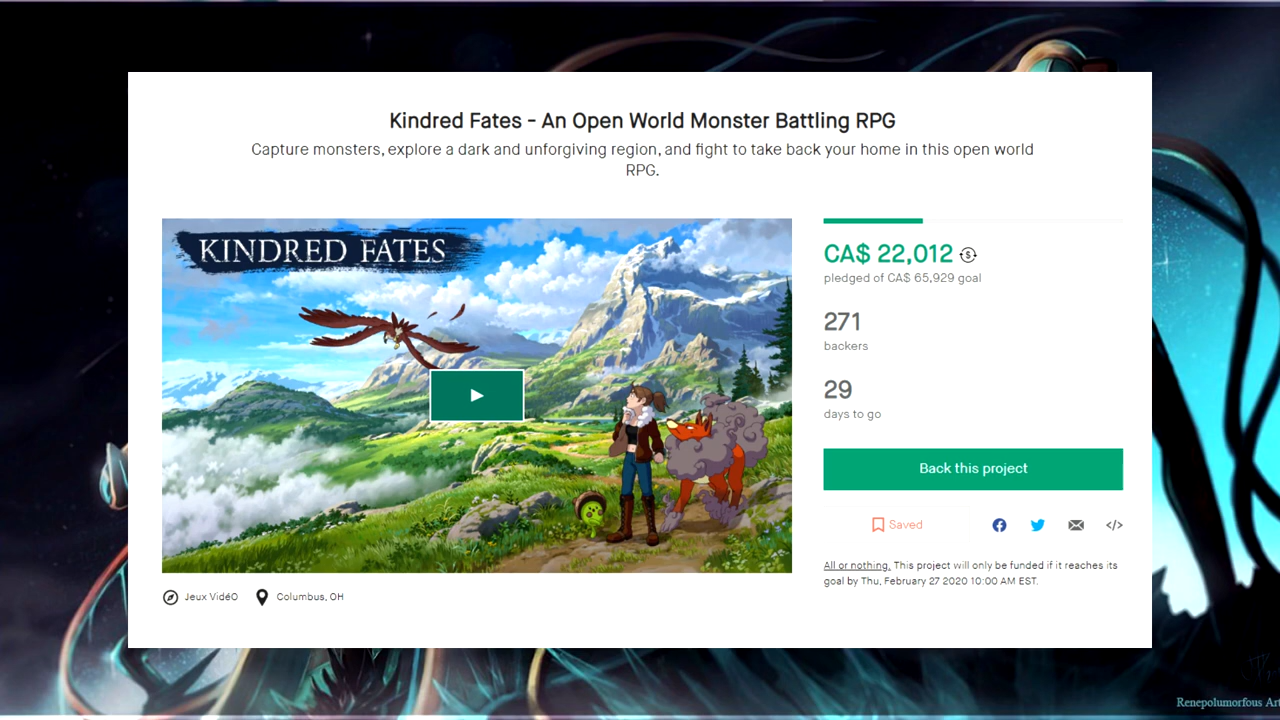 Kindred Fates - An Open World Monster Battling RPG
Capture monsters, explore a dark and unforgiving region, and fight to take back your home in this open world
RPG.
KINDRED FATES
CA$ 22,012
pledged of CA$ 65,929 goal
271
backers
29
days to go
Back this project
Saved
</>
All or nothing. This project will only be funded if it reaches its
goal by Thu, February 27 2020 10:00 AM EST.
Jeux VidéO
Columbus, OH
Renepolumorfous Art